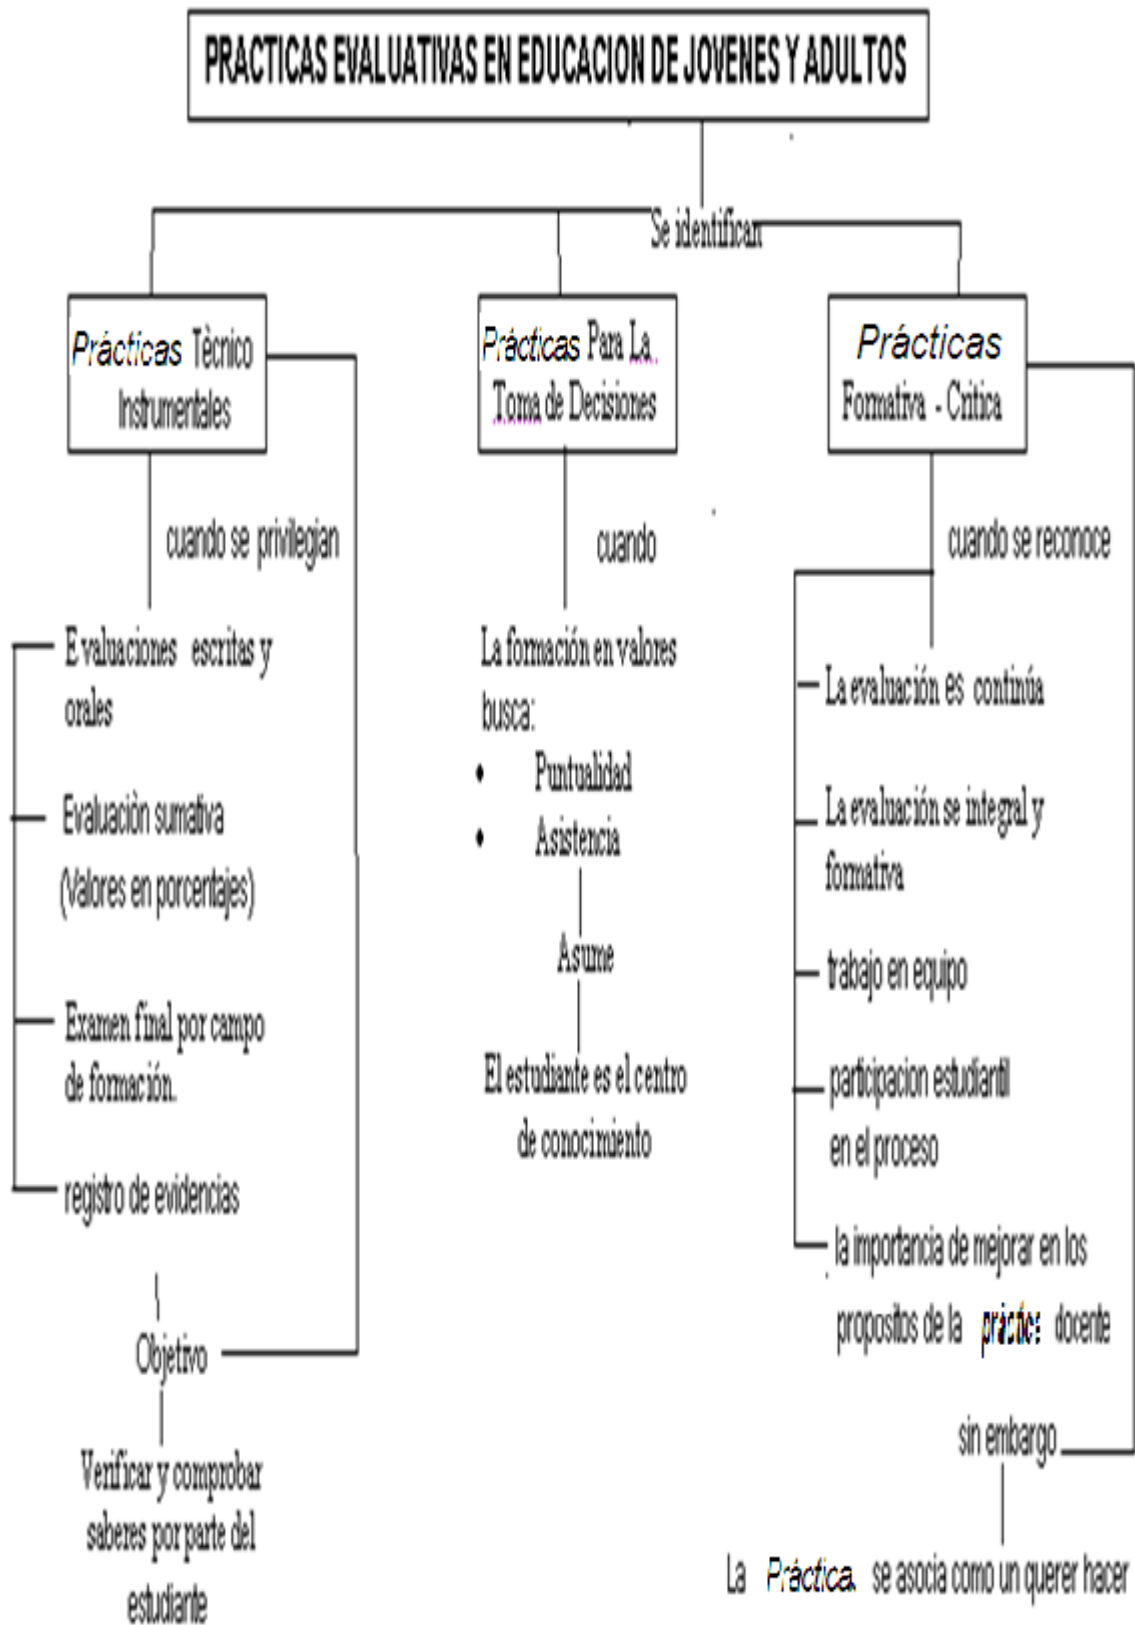 PRACTICAS EVALUATIVAS EN EDUCACION DE JOVENES Y ADULTOS
Se identifican
Prácticas Tècnico
Instrumentales
cuando se privilegian
E valuaciones escritas y
orales
Evaluaciòn sumativa
(Valores en porcentajes)
Examen final por campo
de formación.
registro de evidencias
Objetivo
Verificar y comprobar
saberes por parte del
estudiante
Prácticas Para La
Toma de Decisiones
cuando
La formación en valores
busca:
• Puntualidad
• Asistencia
Asume
El estudiante es el centro
de conocimiento
Prácticas
Formativa - Critica
cuando se reconoce
La evaluación es continúa
La evaluación se integral y
formativa
trabajo en equipo
participacion estudiantil
en el proceso
la importancia de mejorar en los
propositos de la docente
sin embargo
La Práctica se asocia como un querer hacer